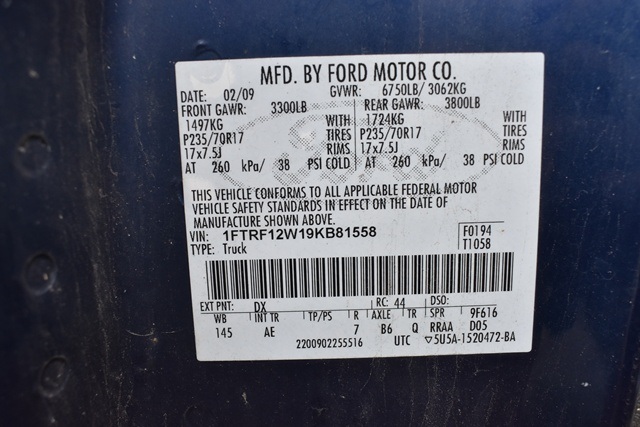 MFD. BY FORD MOTOR CO.
DATE: 02/09 GVWR: 6750LB/ 3062KG
FRONT GAWR: 3300LB REAR GAWR: 3800LB
1497KG WITH 1724KG WITH
P235/70R17 TIRES P235/70R17 TIRES
17x7.5J RIMS 17x7.5J RIMS
AT 260 kPa/ 38 PSI COLD AT 260 kPa/ 38 PSI COLD
Ford
THIS VEHICLE CONFORMS TO ALL APPLICABLE FEDERAL MOTOR
VEHICLE SAFETY STANDARDS IN EFFECT ON THE DATE OF
MANUFACTURE SHOWN ABOVE.
VIN: 1FTRF12W19KB81558 F0194
TYPE: Truck T1058
EXT PNT: DX RC: 44 DSO:
WB INT TR TP/PS R AXLE TR SPR 9F616
145 AE 7 B6 Q RRAA D05
2200902255516 UTC ▽5U5A-1520472-BA